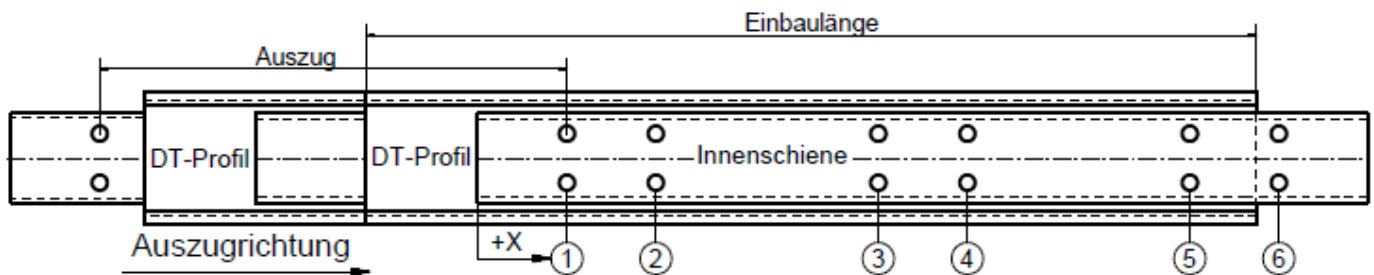 Einbaulänge
Auszug
DT-Profil DT-Profil Innenschiene
Auszugrichtung +X 1 2 3 4 5 6